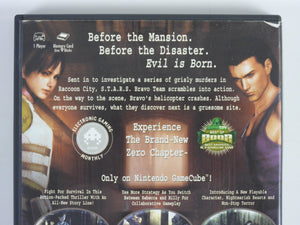 1 Player
Memory Card
Before the Mansion.
Before the Disaster.
Evil is Born.
Sent in to investigate a series of grisly murders in
Raccoon City, S.T.A.R.S. Bravo Team scrambles into action.
On the way to the scene, Bravo's helicopter crashes. Although
everyone survives, what they discover next is a gruesome site.
ELECTRONIC GAMING
MONTHLY
Experience
The Brand-New
Zero Chapter-
BEST OF
Only on Nintendo GameCube™!
Fight For Survival In This
Action-Packed Thriller With An
All-New Story Line!
Use More Strategy As You Switch
Between Rebecca and Billy For
Collaborative Gameplay
Introducing A New Playable
Character, Nightmarish Beasts and
Non-Stop Terror